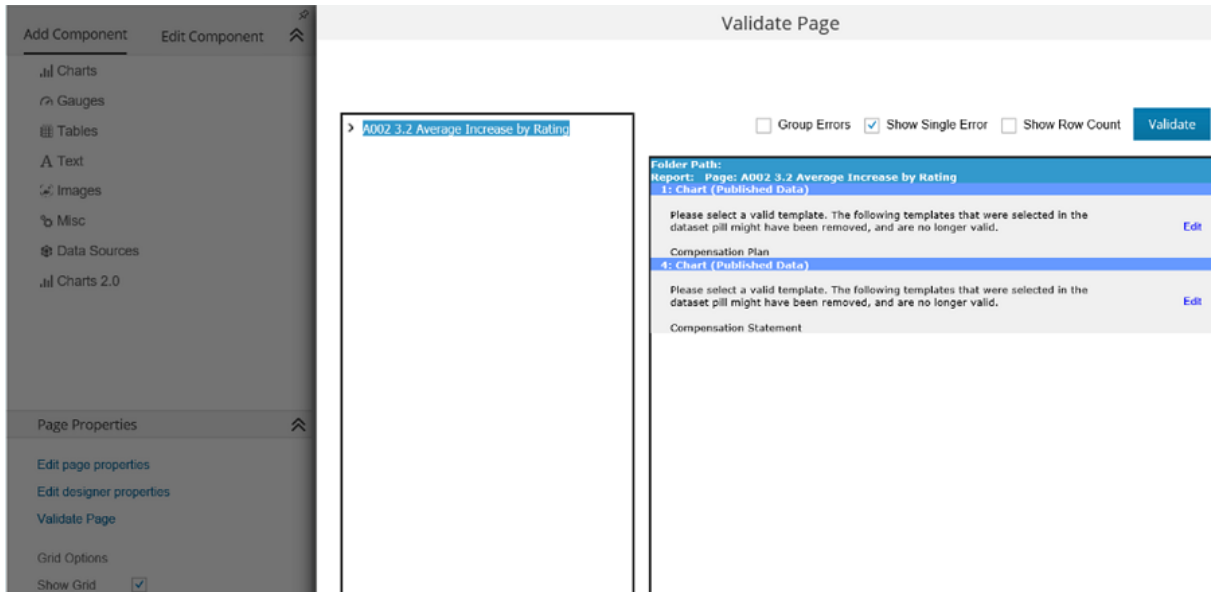 Validate Page
Add Component
Edit Component
Charts
Gauges
Tables
A Text
Images
Misc
Data Sources
Charts 2.0
Page Properties
Edit page properties
Edit designer properties
Validate Page
Grid Options
Show Grid
A002 3.2 Average Increase by Rating
Group Errors
Show Single Error
Show Row Count
Validate
Folder Path:
Report: Page: A002 3.2 Average Increase by Rating
1: Chart (Published Data)
Please select a valid template. The following templates that were selected in the
dataset pill might have been removed, and are no longer valid.
Edit
Compensation Plan
4: Chart (Published Data)
Please select a valid template. The following templates that were selected in the
dataset pill might have been removed, and are no longer valid.
Edit
Compensation Statement